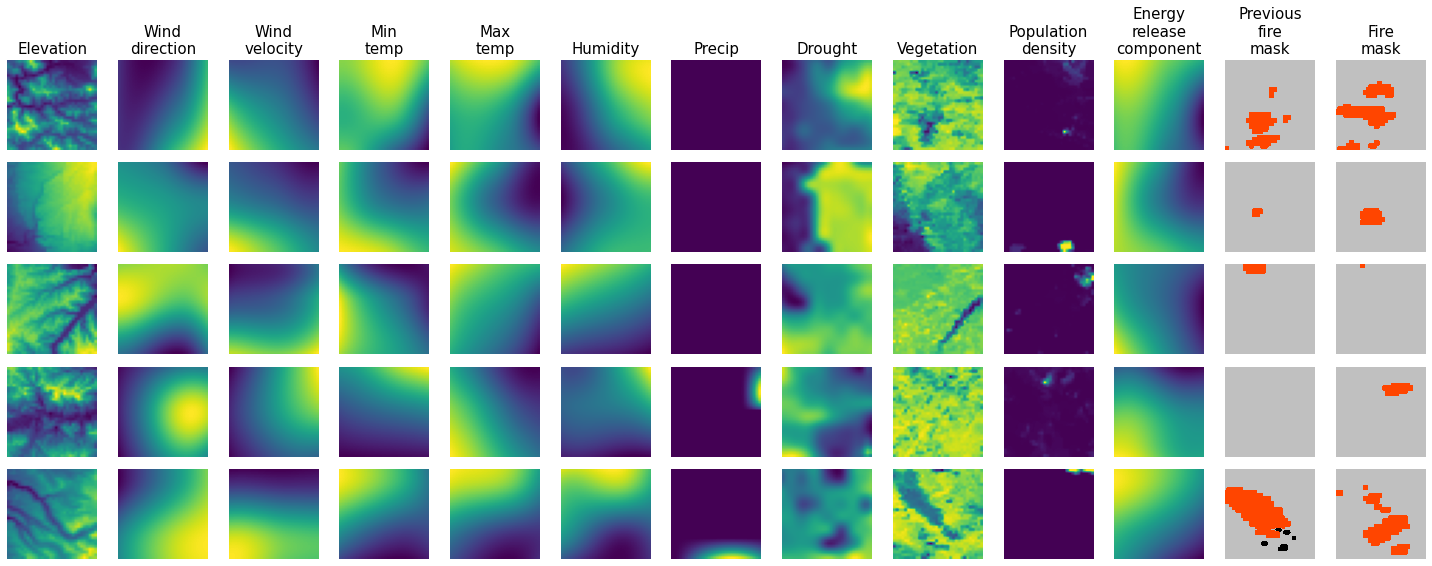 Elevation
Wind
direction
Wind
velocity
Min
temp
Max
temp
Humidity
Precip
Drought
Vegetation
Population
density
Energy
release
component
Previous
fire
mask
Fire
mask